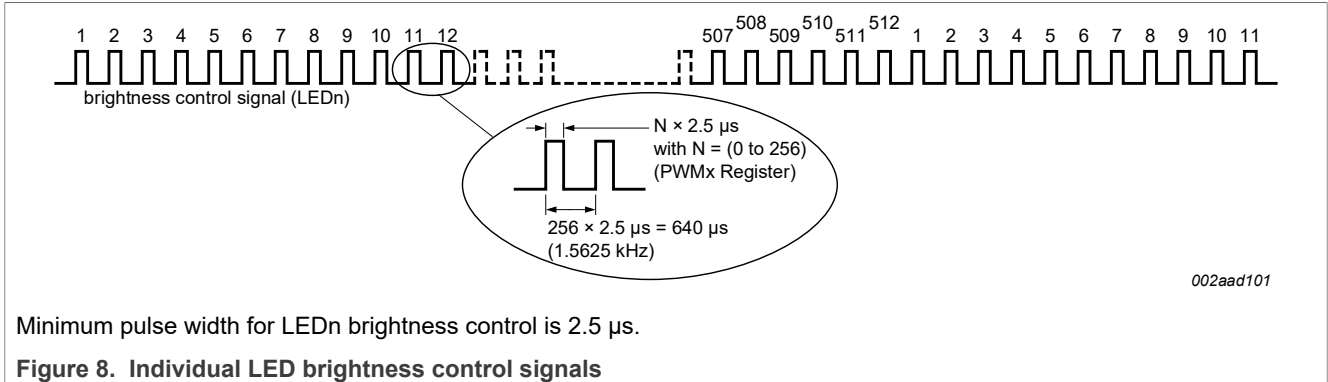 1 2 3 4 5 6 7 8 9 10 11 12 507 508 509 510 511 512 1 2 3 4 5 6 7 8 9 10 11
brightness control signal (LEDn)
N × 2.5 µs
with N = (0 to 256)
(PWMx Register)
256 × 2.5 µs = 640 µs
(1.5625 kHz)
002aad101
Minimum pulse width for LEDn brightness control is 2.5 µs.
Figure 8. Individual LED brightness control signals